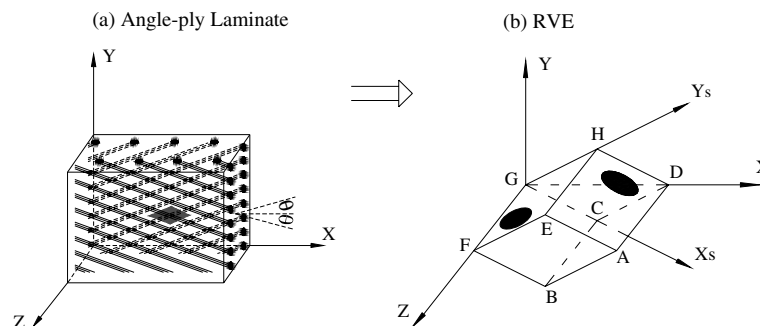 (a) Angle-ply Laminate
(b) RVE
Y
Y
Ys
H
G
D
X
C
E
F
θ
θ
X
A
Xs
B
Z
Z